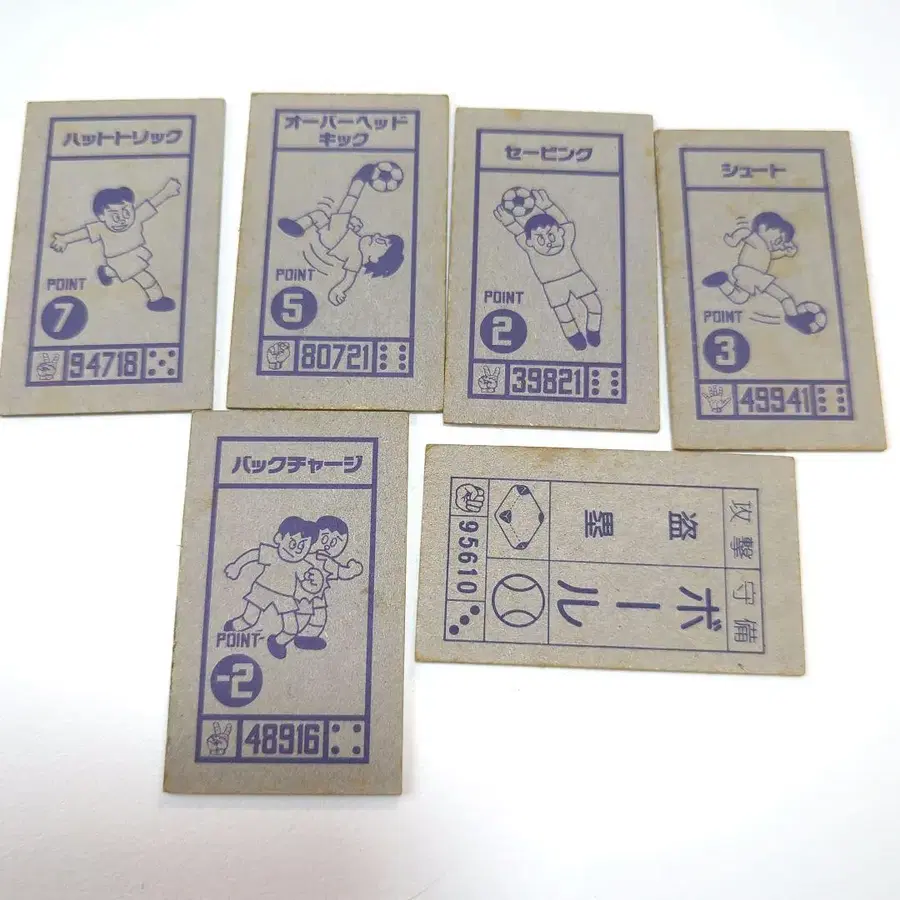 ハットトリック
POINT
7
94718
オーバーヘッド
キック
POINT
5
80721
セービング
POINT
2
39821
シュート
POINT
3
49941
バックチャージ
POINT
-2
48916
攻撃
盗塁
守備
ボール
95610